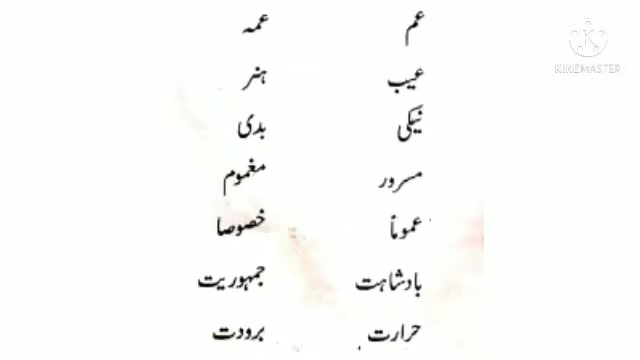 عم عمہ
عیب ہنر
نیکی بدی
مسرور مغموم
عموماً خصوصا
بادشاہت جمہوریت
حرارت برودت
KINEMASTER